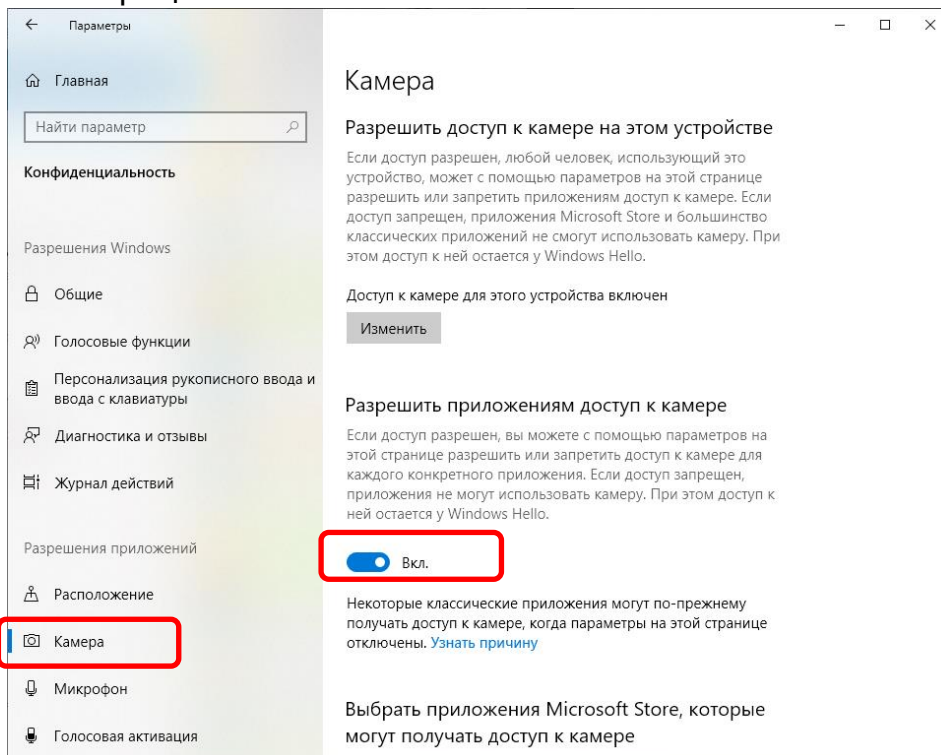 Параметры
Главная
Найти параметр
Конфиденциальность
Разрешения Windows
Общие
Голосовые функции
Персонализация рукописного ввода и
ввода с клавиатуры
Диагностика и отзывы
Журнал действий
Разрешения приложений
Расположение
Камера
Микрофон
Голосовая активация
Камера
Разрешить доступ к камере на этом устройстве
Если доступ разрешен, любой человек, использующий это
устройство, может с помощью параметров на этой странице
разрешить или запретить приложениям доступ к камере. Если
доступ запрещен, приложения Microsoft Store и большинство
классических приложений не смогут использовать камеру. При
этом доступ к ней остается у Windows Hello.
Доступ к камере для этого устройства включен
Изменить
Разрешить приложениям доступ к камере
Если доступ разрешен, вы можете с помощью параметров на
этой странице разрешить или запретить доступ к камере для
каждого конкретного приложения. Если доступ запрещен,
приложения не могут использовать камеру. При этом доступ к
ней остается у Windows Hello.
Вкл.
Некоторые классические приложения могут по-прежнему
получать доступ к камере, когда параметры на этой странице
отключены. Узнать причину
Выбрать приложения Microsoft Store, которые
могут получать доступ к камере